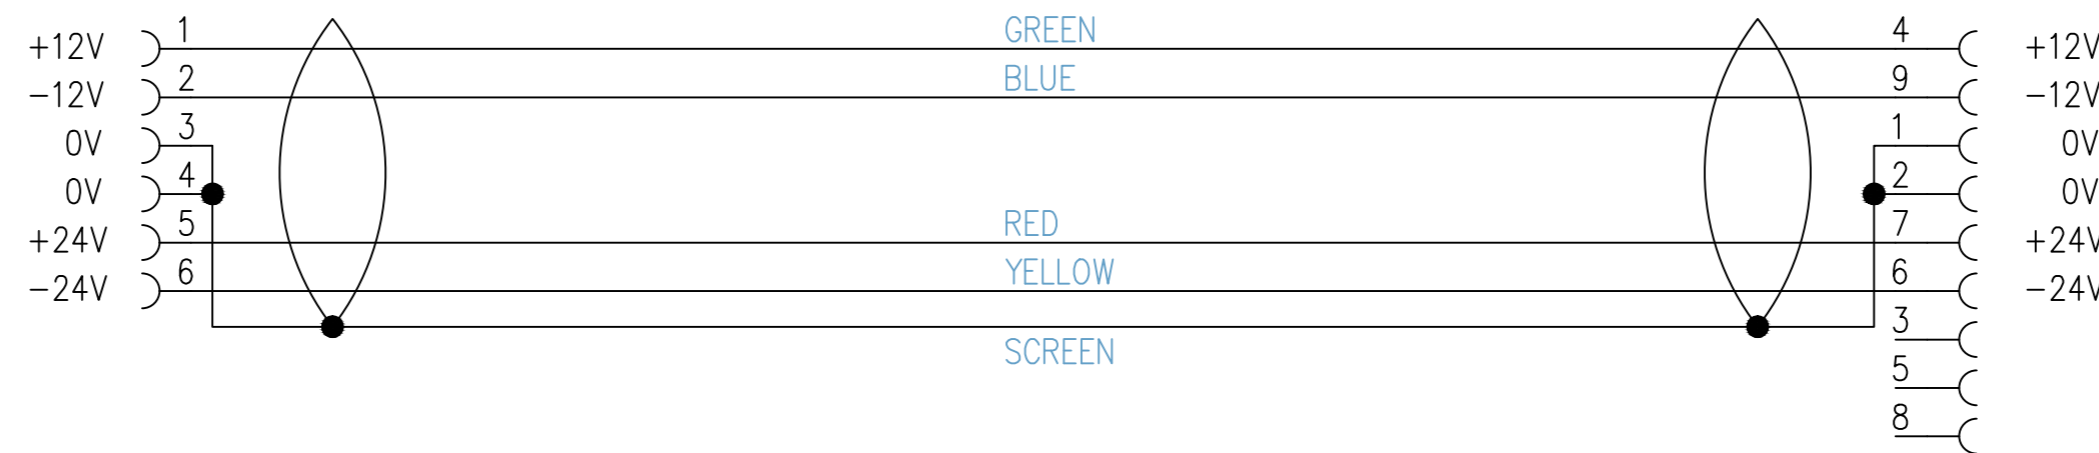 +12V 1 GREEN 4 +12V
-12V 2 BLUE 9 -12V
0V 3 1 0V
0V 4 2 0V
+24V 5 RED 7 +24V
-24V 6 YELLOW 6 -24V
3
SCREEN
5
8